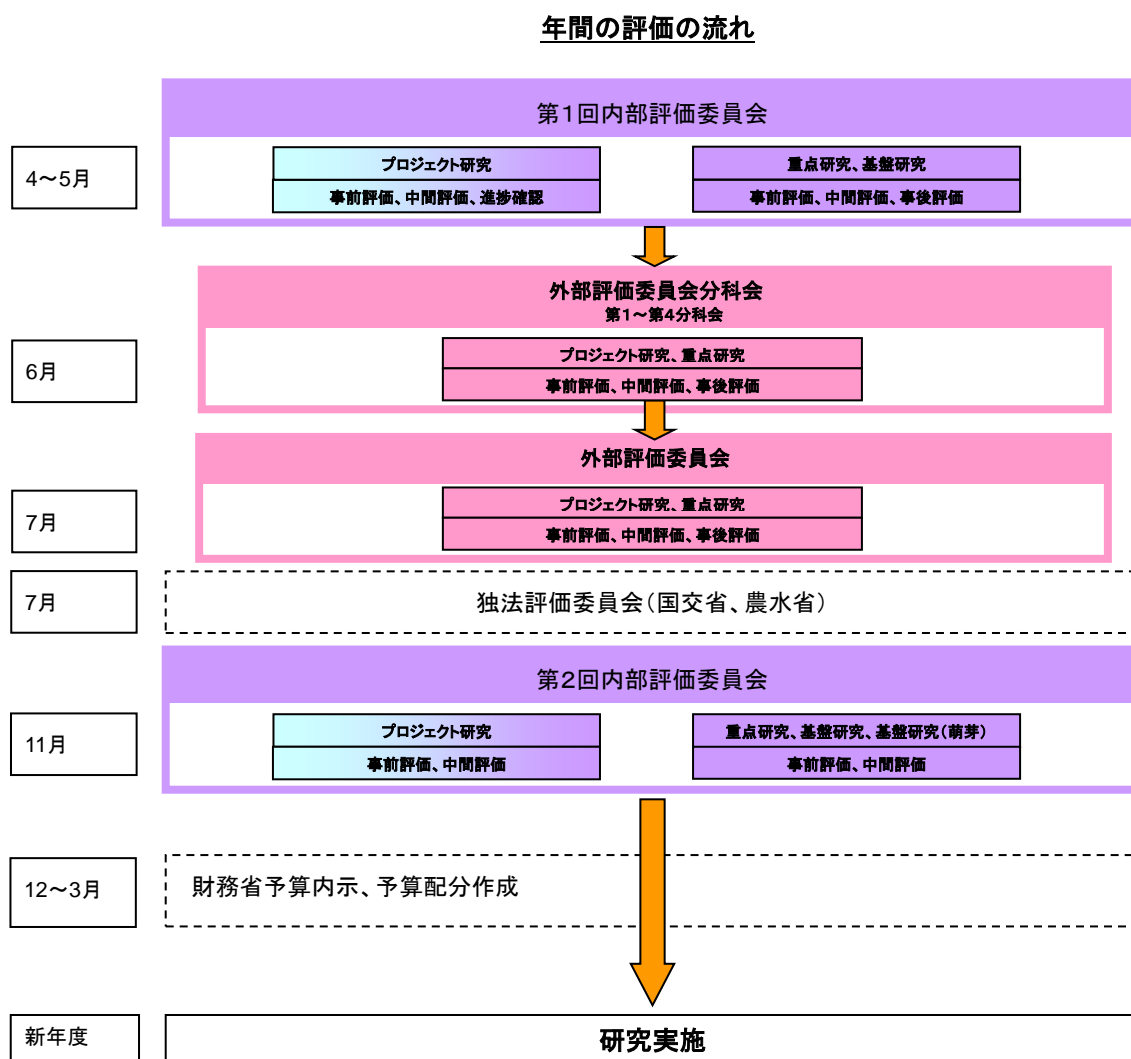 年間の評価の流れ
第1回内部評価委員会
4～5月
プロジェクト研究
事前評価、中間評価、進捗確認
重点研究、基盤研究
事前評価、中間評価、事後評価
外部評価委員会分科会
第1～第4分科会
6月
プロジェクト研究、重点研究
事前評価、中間評価、事後評価
外部評価委員会
7月
プロジェクト研究、重点研究
事前評価、中間評価、事後評価
7月
独法評価委員会（国交省、農水省）
第2回内部評価委員会
11月
プロジェクト研究
事前評価、中間評価
重点研究、基盤研究、基盤研究（萌芽）
事前評価、中間評価
12～3月
財務省予算内示、予算配分作成
新年度
研究実施